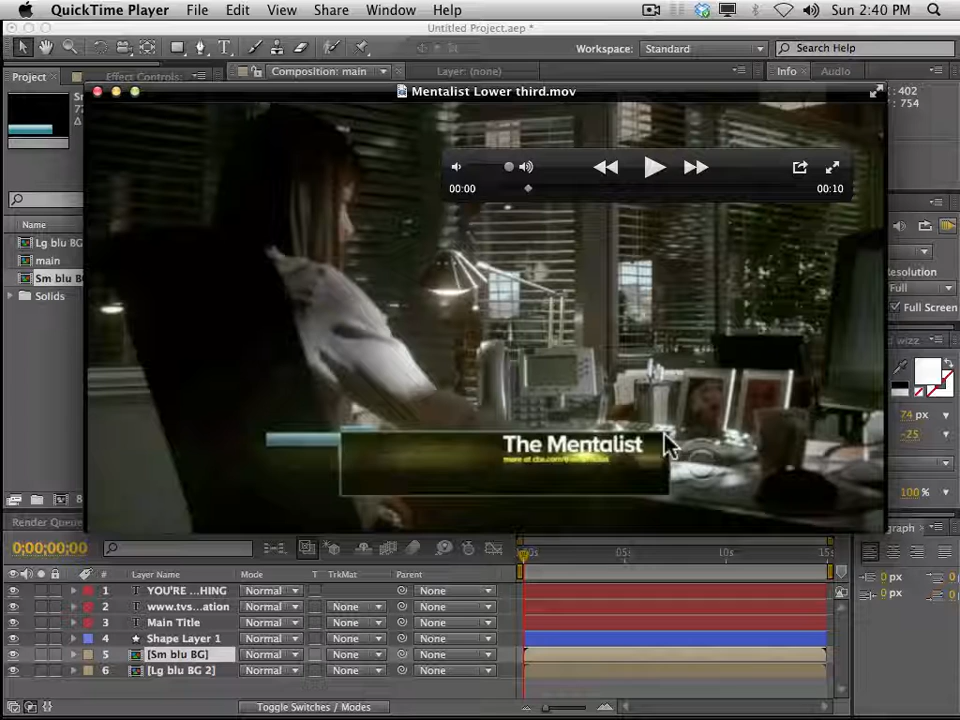 QuickTime Player File Edit View Share Window Help
Sun 2:40 PM
Untitled Project.aep *
Workspace: Standard
Search Help
Project
Effect Controls:
Composition: main
Layer: (none)
Info
Audio
Mentalist Lower third.mov
: 402
: 754
00:00
00:10
Name
Lg blu BG
main
Sm blu B
Solids
Resolution
Full
Full Screen
wizz
The Mentalist
74 px
-25
100 %
8
Render Queue
graph
0;00;00;00
00s 05s 10s 15s
# Layer Name Mode T TrkMat Parent
1 YOU'RE ...HING Normal None
2 www.tvs...ation Normal None None
3 Main Title Normal None None
4 Shape Layer 1 Normal None None
5 [Sm blu BG] Normal None None
6 [Lg blu BG 2] Normal None None
0 px
0 px
Toggle Switches / Modes